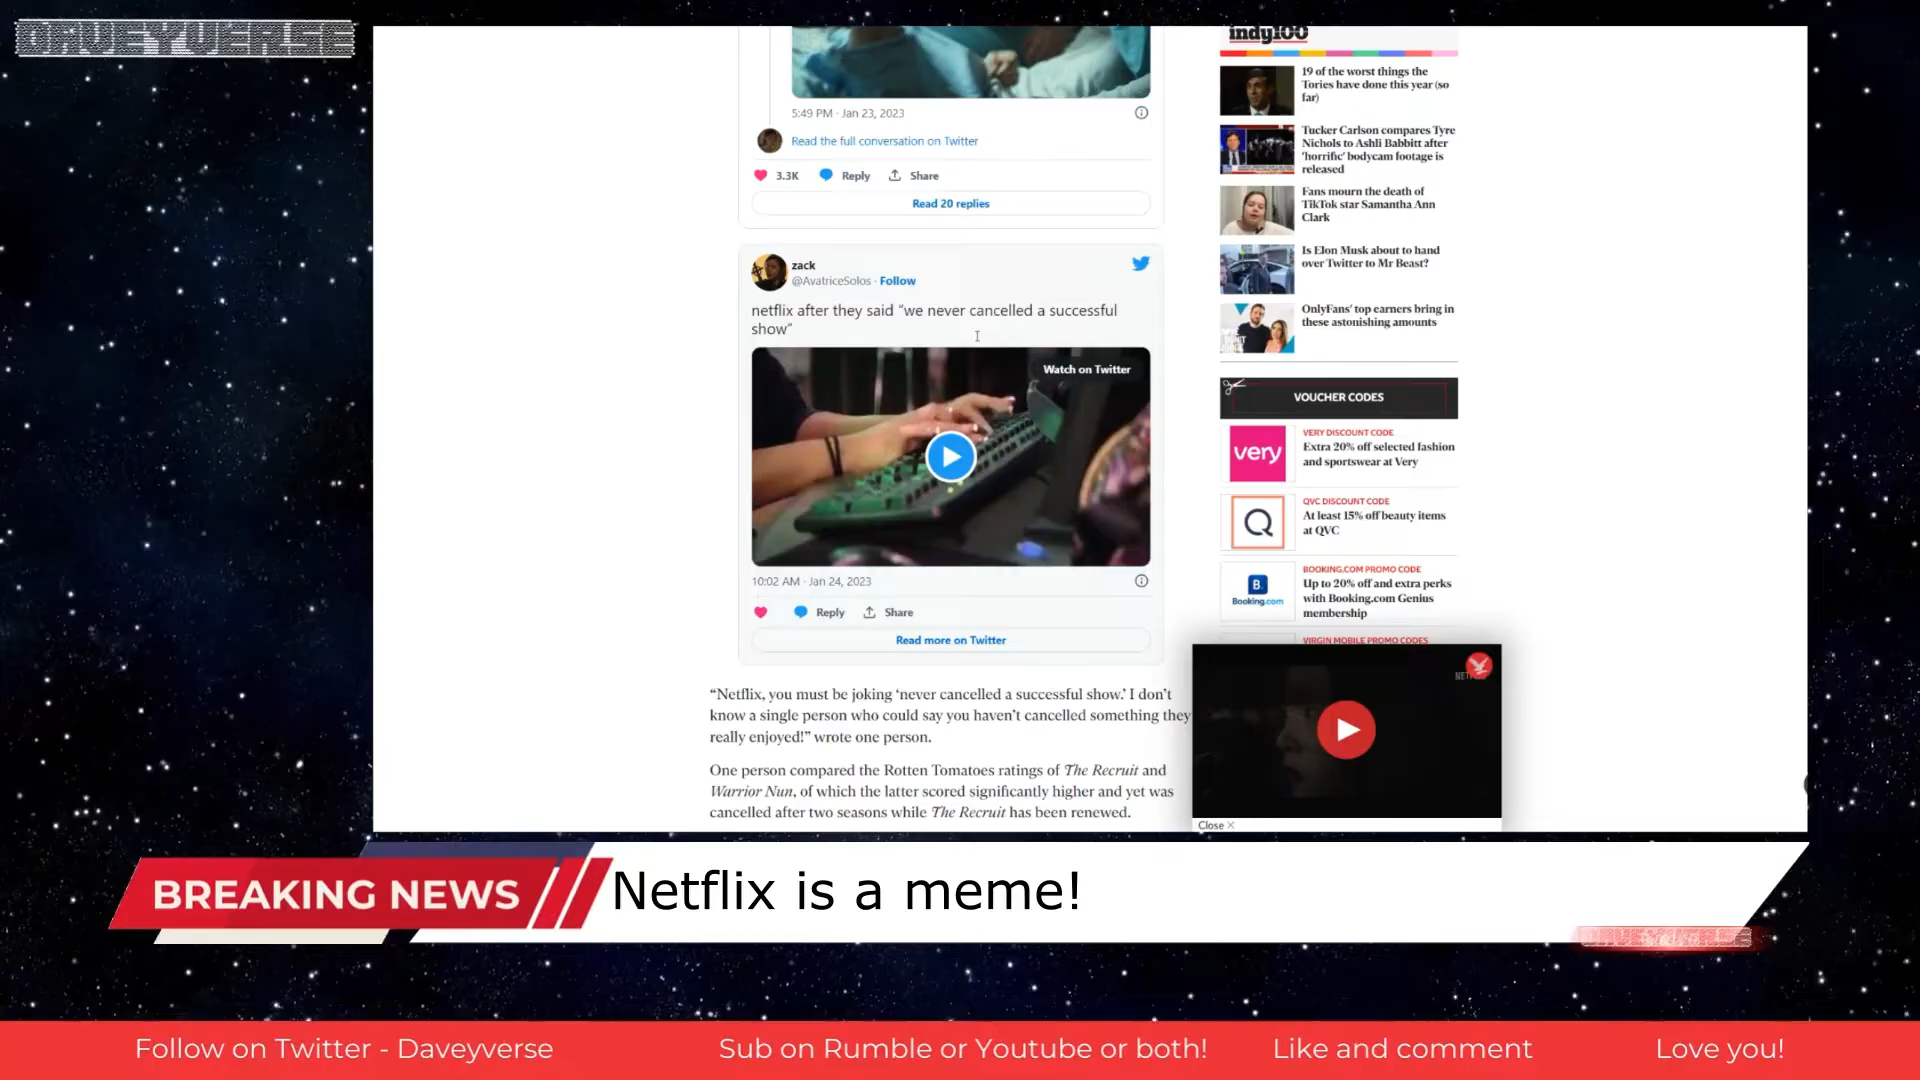 DAVEYVERSE
5:49 PM · Jan 23, 2023
Read the full conversation on Twitter
3.3K Reply Share
Read 20 replies
zack
@AvatriceSolos · Follow
netflix after they said “we never cancelled a successful
show”
Watch on Twitter
10:02 AM · Jan 24, 2023
Reply Share
Read more on Twitter
“Netflix, you must be joking ‘never cancelled a successful show.’ I don’t
know a single person who could say you haven’t cancelled something they
really enjoyed!” wrote one person.
One person compared the Rotten Tomatoes ratings of The Recruit and
Warrior Nun, of which the latter scored significantly higher and yet was
cancelled after two seasons while The Recruit has been renewed.
indy100
19 of the worst things the
Tories have done this year (so
far)
Tucker Carlson compares Tyre
Nichols to Ashli Babbitt after
‘horrific’ bodycam footage is
released
Fans mourn the death of
TikTok star Samantha Ann
Clark
Is Elon Musk about to hand
over Twitter to Mr Beast?
OnlyFans’ top earners bring in
these astonishing amounts
VOUCHER CODES
very
VERY DISCOUNT CODE
Extra 20% off selected fashion
and sportswear at Very
Q
QVC DISCOUNT CODE
At least 15% off beauty items
at QVC
B.
Booking.com
BOOKING.COM PROMO CODE
Up to 20% off and extra perks
with Booking.com Genius
membership
VIRGIN MOBILE PROMO CODES
Close ×
BREAKING NEWS
Netflix is a meme!
Follow on Twitter - Daveyverse Sub on Rumble or Youtube or both! Like and comment Love you!